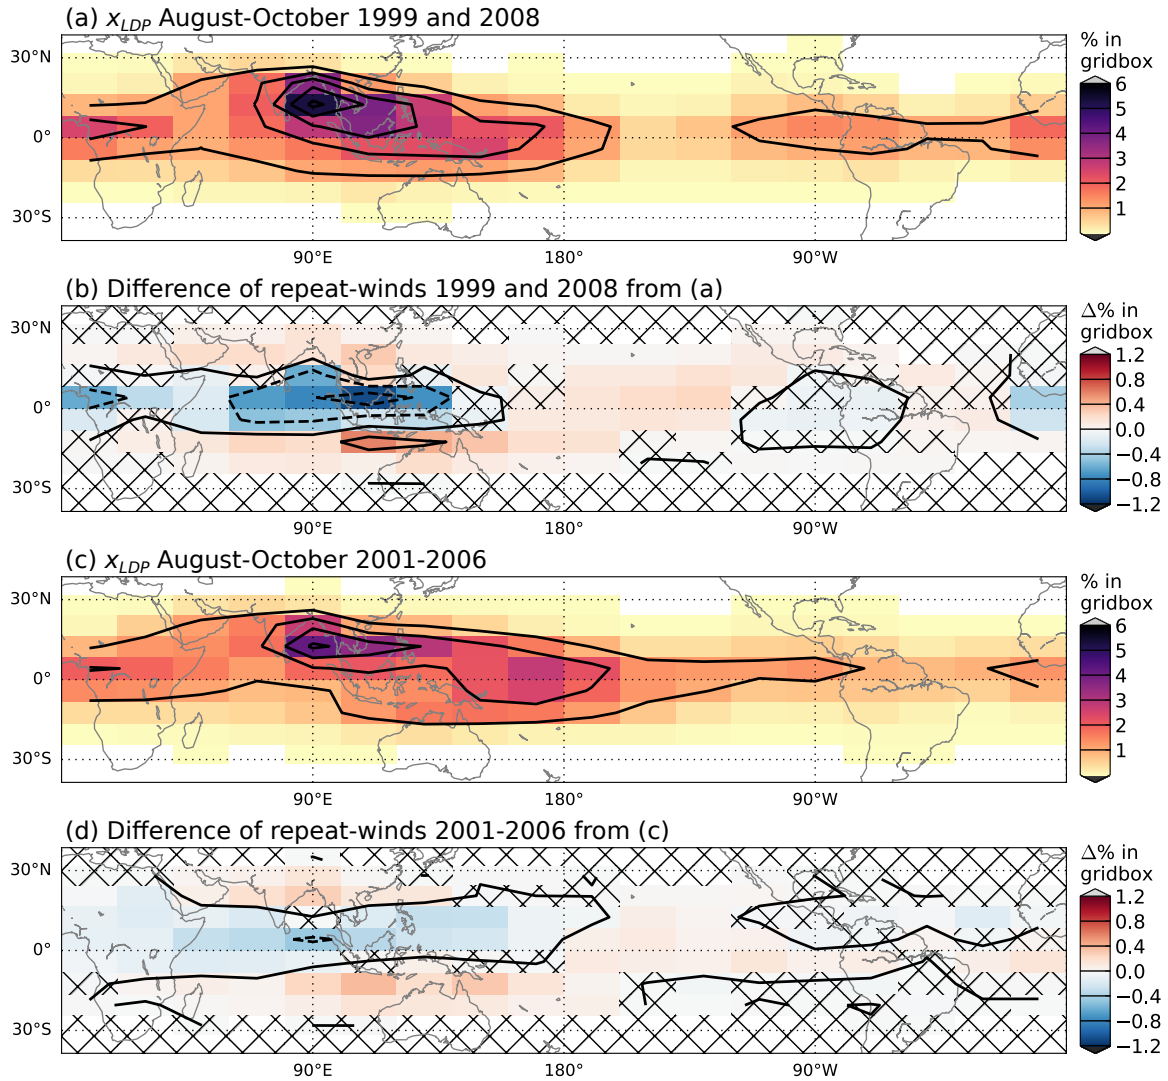 (a) x_LDP August-October 1999 and 2008
30°N
0°
30°S
90°E 180° 90°W
% in
gridbox
6
5
4
3
2
1
(b) Difference of repeat-winds 1999 and 2008 from (a)
30°N
0°
30°S
90°E 180° 90°W
Δ% in
gridbox
1.2
0.8
0.4
0.0
−0.4
−0.8
−1.2
(c) x_LDP August-October 2001-2006
30°N
0°
30°S
90°E 180° 90°W
% in
gridbox
6
5
4
3
2
1
(d) Difference of repeat-winds 2001-2006 from (c)
30°N
0°
30°S
90°E 180° 90°W
Δ% in
gridbox
1.2
0.8
0.4
0.0
−0.4
−0.8
−1.2